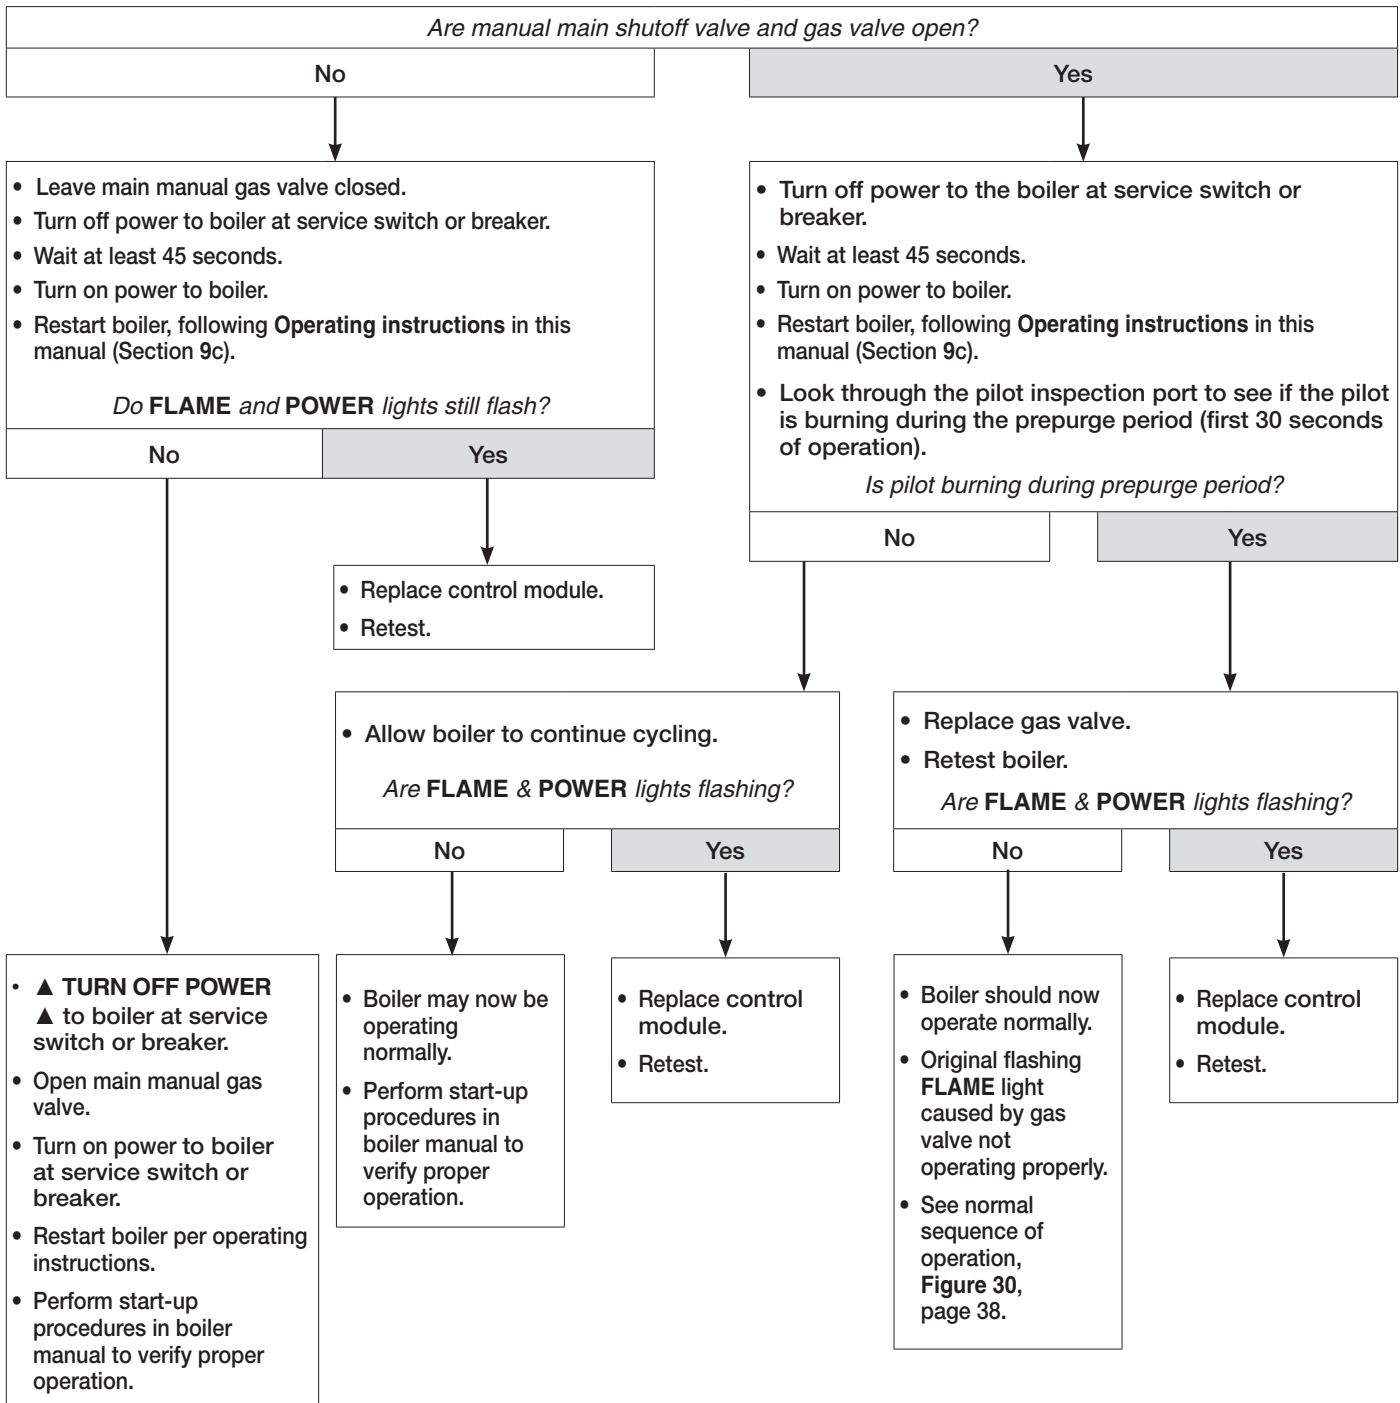 Are manual main shutoff valve and gas valve open?
No
Yes
• Leave main manual gas valve closed.
• Turn off power to boiler at service switch or breaker.
• Wait at least 45 seconds.
• Turn on power to boiler.
• Restart boiler, following Operating instructions in this
manual (Section 9c).
Do FLAME and POWER lights still flash?
No
Yes
• Turn off power to the boiler at service switch or
breaker.
• Wait at least 45 seconds.
• Turn on power to boiler.
• Restart boiler, following Operating instructions in this
manual (Section 9c).
• Look through the pilot inspection port to see if the pilot
is burning during the prepurge period (first 30 seconds
of operation).
Is pilot burning during prepurge period?
No
Yes
• Replace control module.
• Retest.
• Allow boiler to continue cycling.
Are FLAME & POWER lights flashing?
No
Yes
• Replace gas valve.
• Retest boiler.
Are FLAME & POWER lights flashing?
No
Yes
• ▲ TURN OFF POWER
▲ to boiler at service
switch or breaker.
• Open main manual gas
valve.
• Turn on power to boiler
at service switch or
breaker.
• Restart boiler per operating
instructions.
• Perform start-up
procedures in boiler
manual to verify proper
operation.
• Boiler may now be
operating
normally.
• Perform start-up
procedures in
boiler manual to
verify proper
operation.
• Replace control
module.
• Retest.
• Boiler should now
operate normally.
• Original flashing
FLAME light
caused by gas
valve not
operating properly.
• See normal
sequence of
operation,
Figure 30,
page 38.
• Replace control
module.
• Retest.